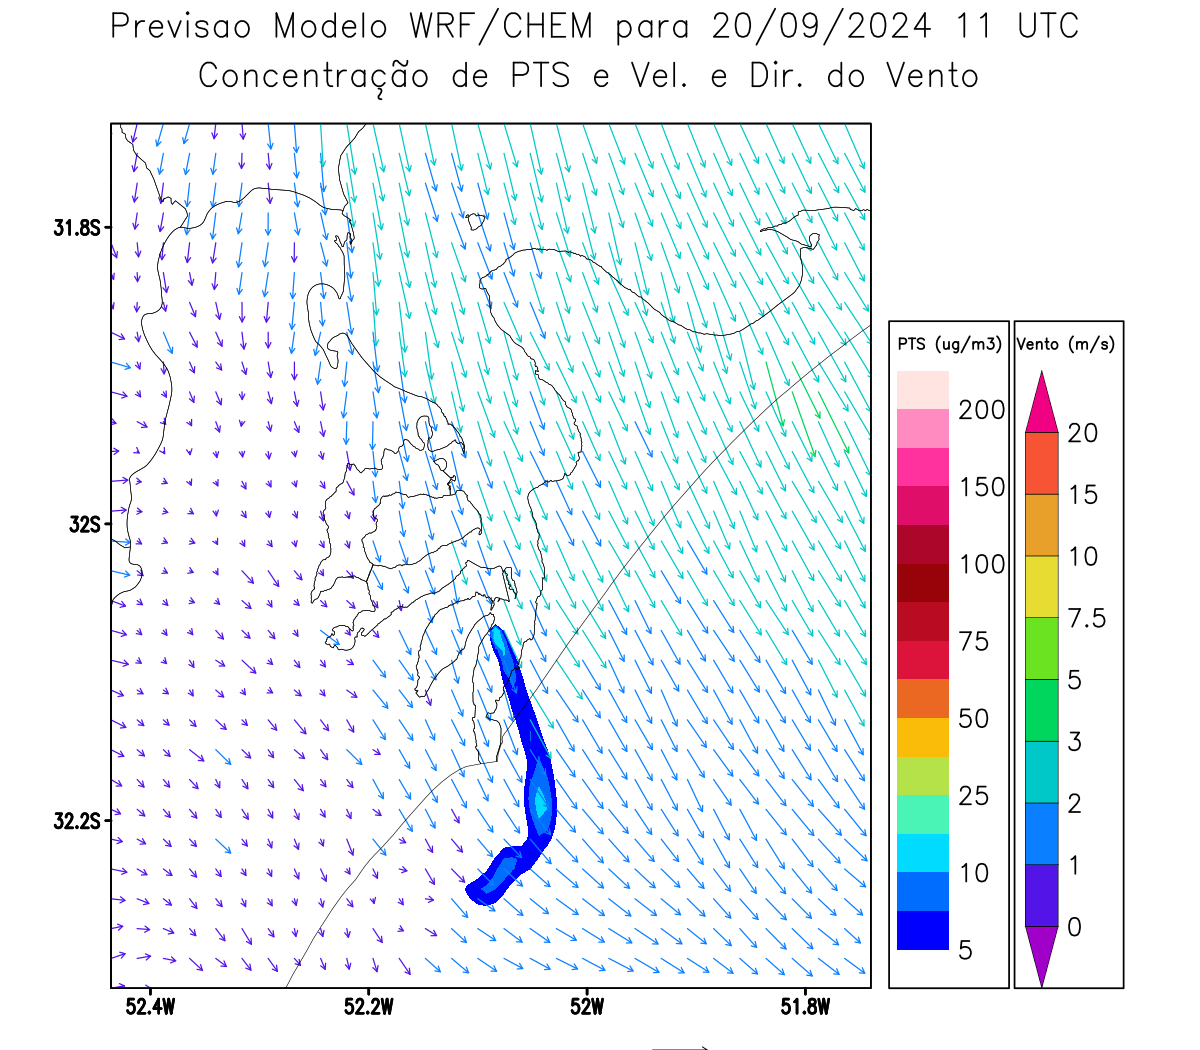 Previsao Modelo WRF/CHEM para 20/09/2024 11 UTC
Concentração de PTS e Vel. e Dir. do Vento
31.8S
32S
32.2S
52.4W
52.2W
52W
51.8W
PTS (ug/m3)
200
150
100
75
50
25
10
5
Vento (m/s)
20
15
10
7.5
5
3
2
1
0